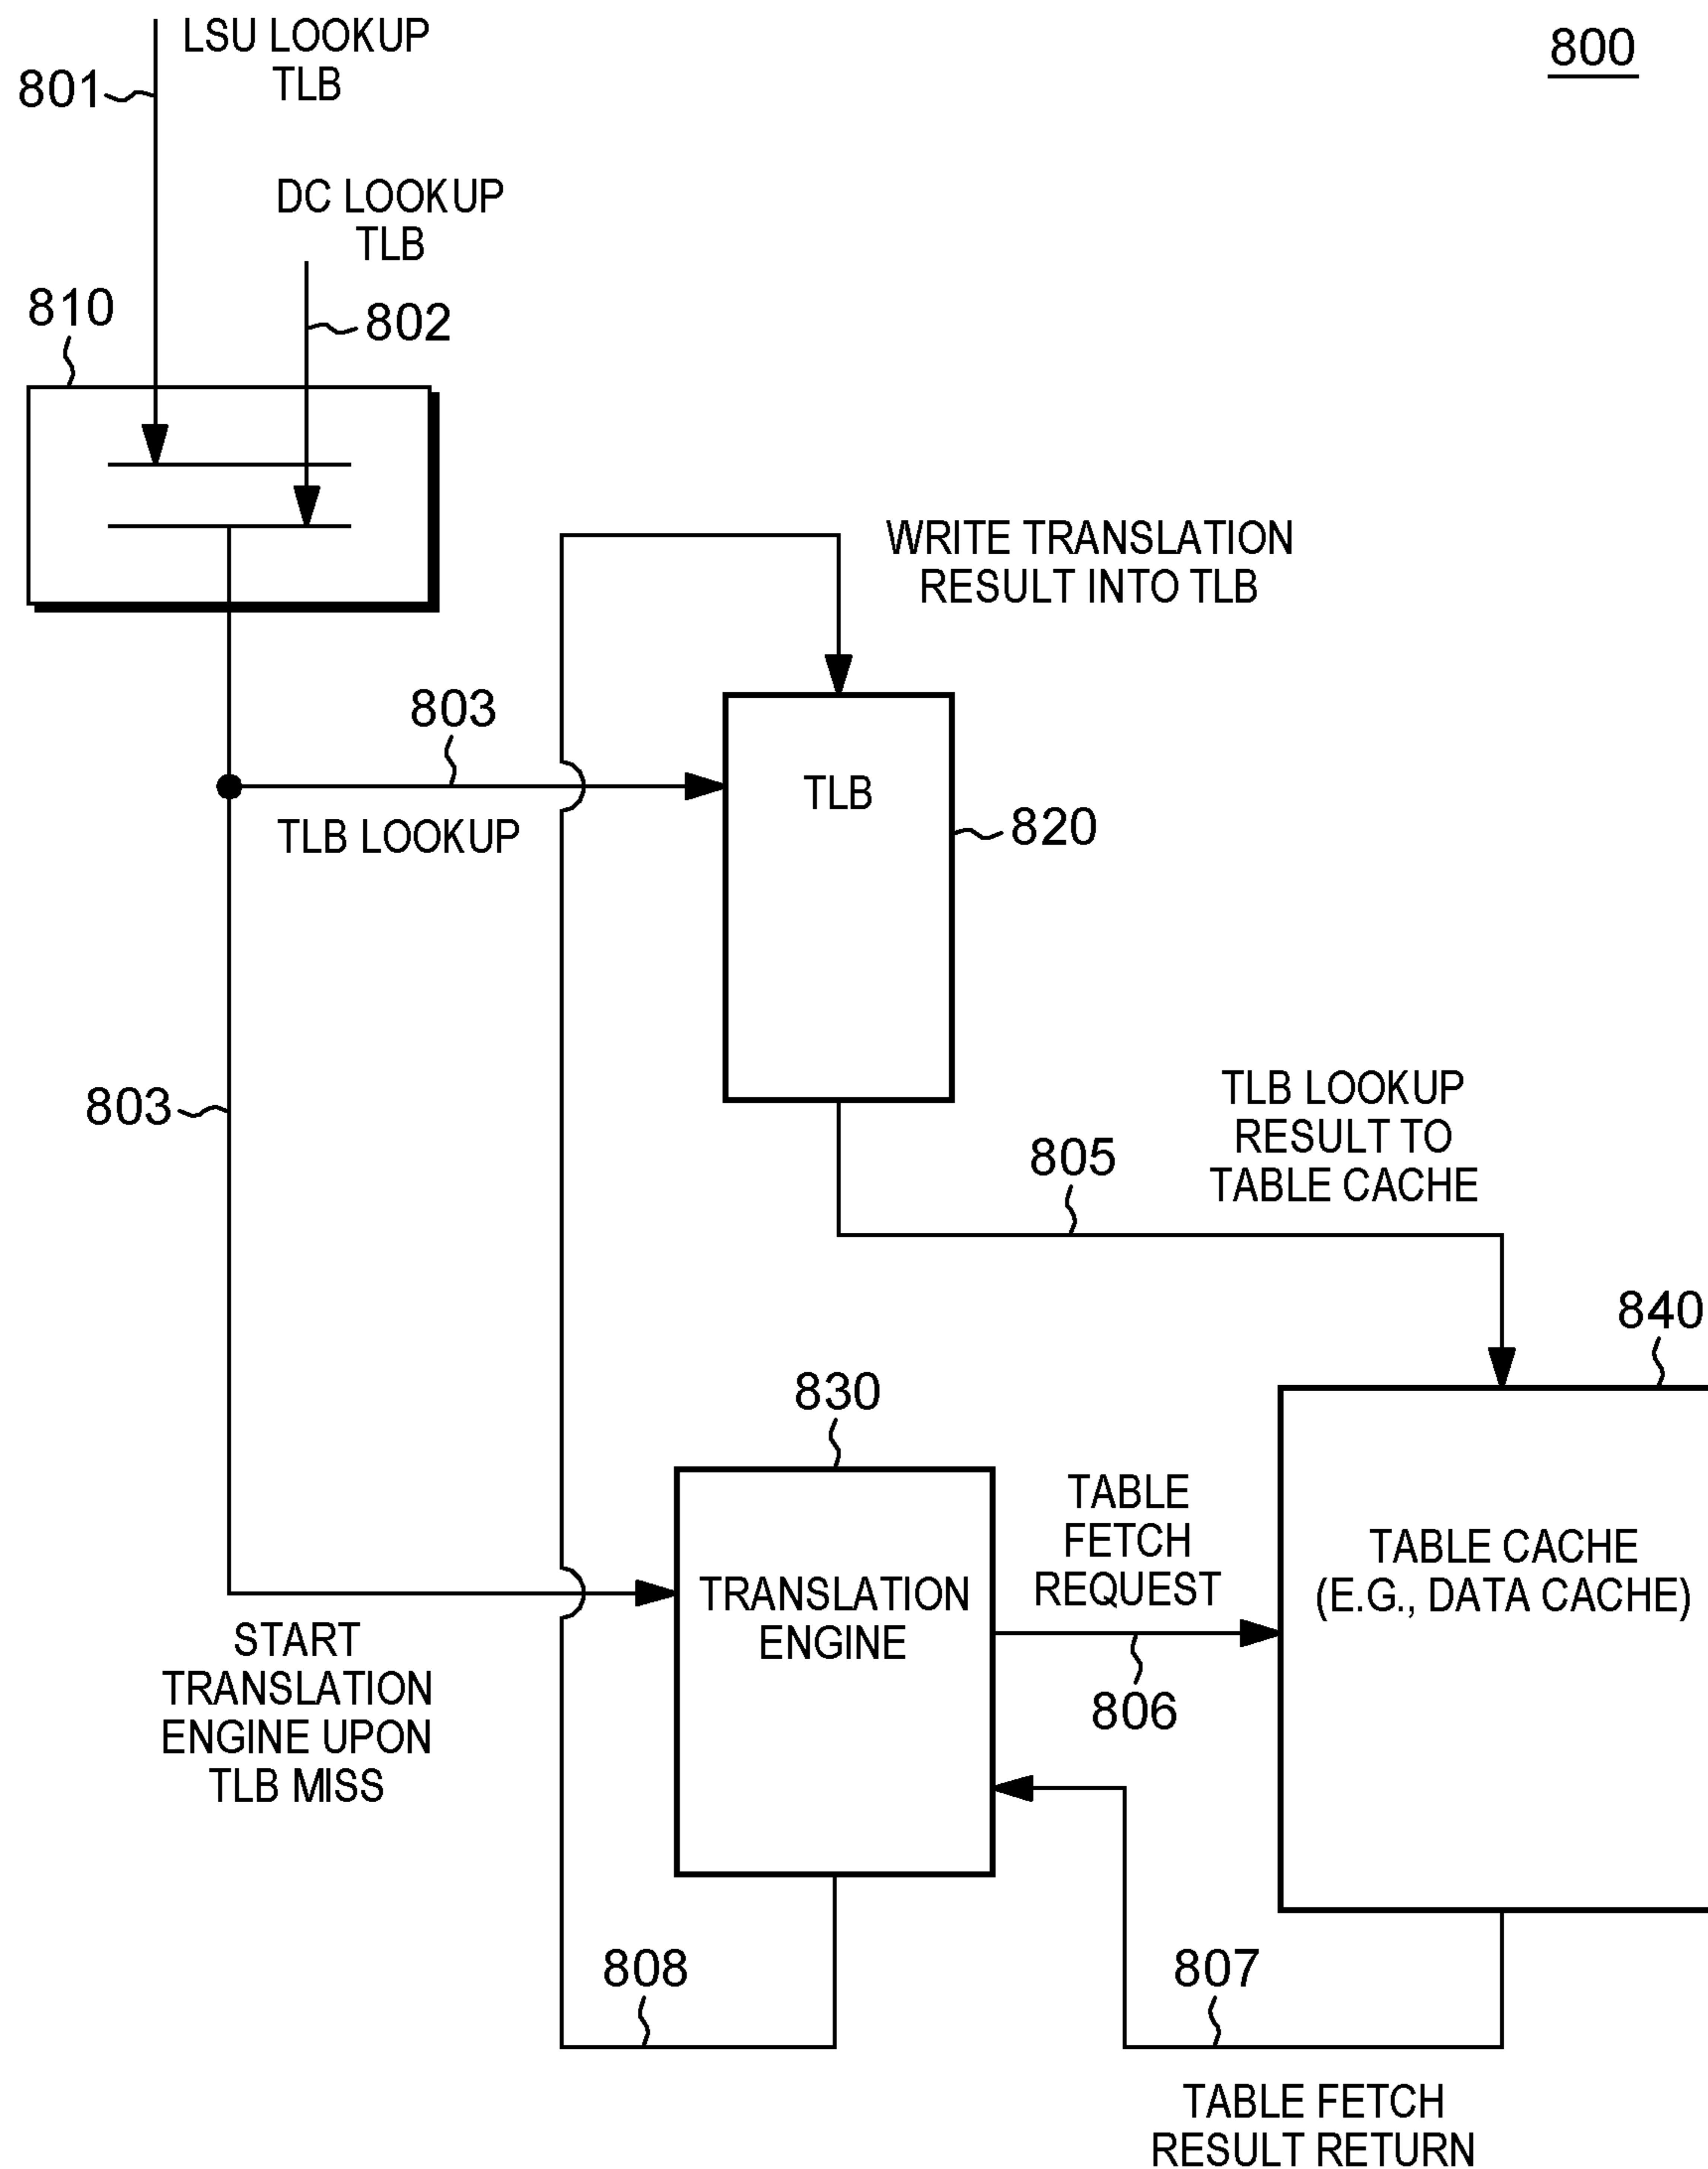 LSU LOOKUP
TLB
800
801
DC LOOKUP
TLB
810
802
WRITE TRANSLATION
RESULT INTO TLB
803
TLB
TLB LOOKUP
820
803
TLB LOOKUP
RESULT TO
TABLE CACHE
805
840
830
TABLE
FETCH
REQUEST
TABLE CACHE
(E.G., DATA CACHE)
TRANSLATION
ENGINE
START
TRANSLATION
ENGINE UPON
TLB MISS
806
808
807
TABLE FETCH
RESULT RETURN